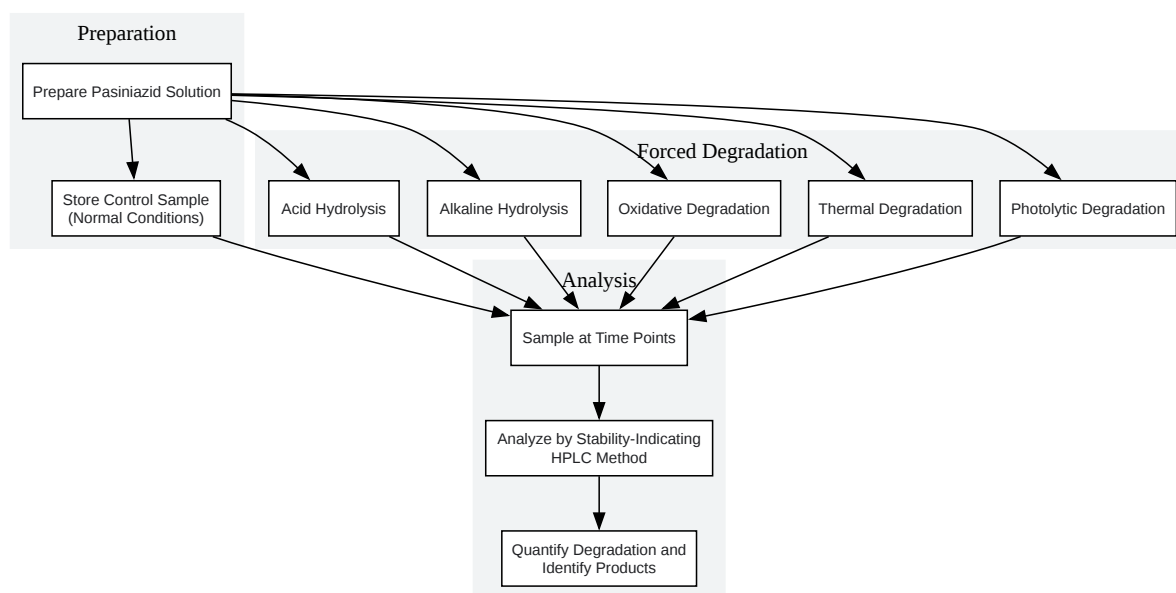 Preparation
Prepare Pasiniazid Solution
Forced Degradation
Store Control Sample
(Normal Conditions)
Acid Hydrolysis
Alkaline Hydrolysis
Oxidative Degradation
Thermal Degradation
Photolytic Degradation
Analysis
Sample at Time Points
Analyze by Stability-Indicating
HPLC Method
Quantify Degradation and
Identify Products